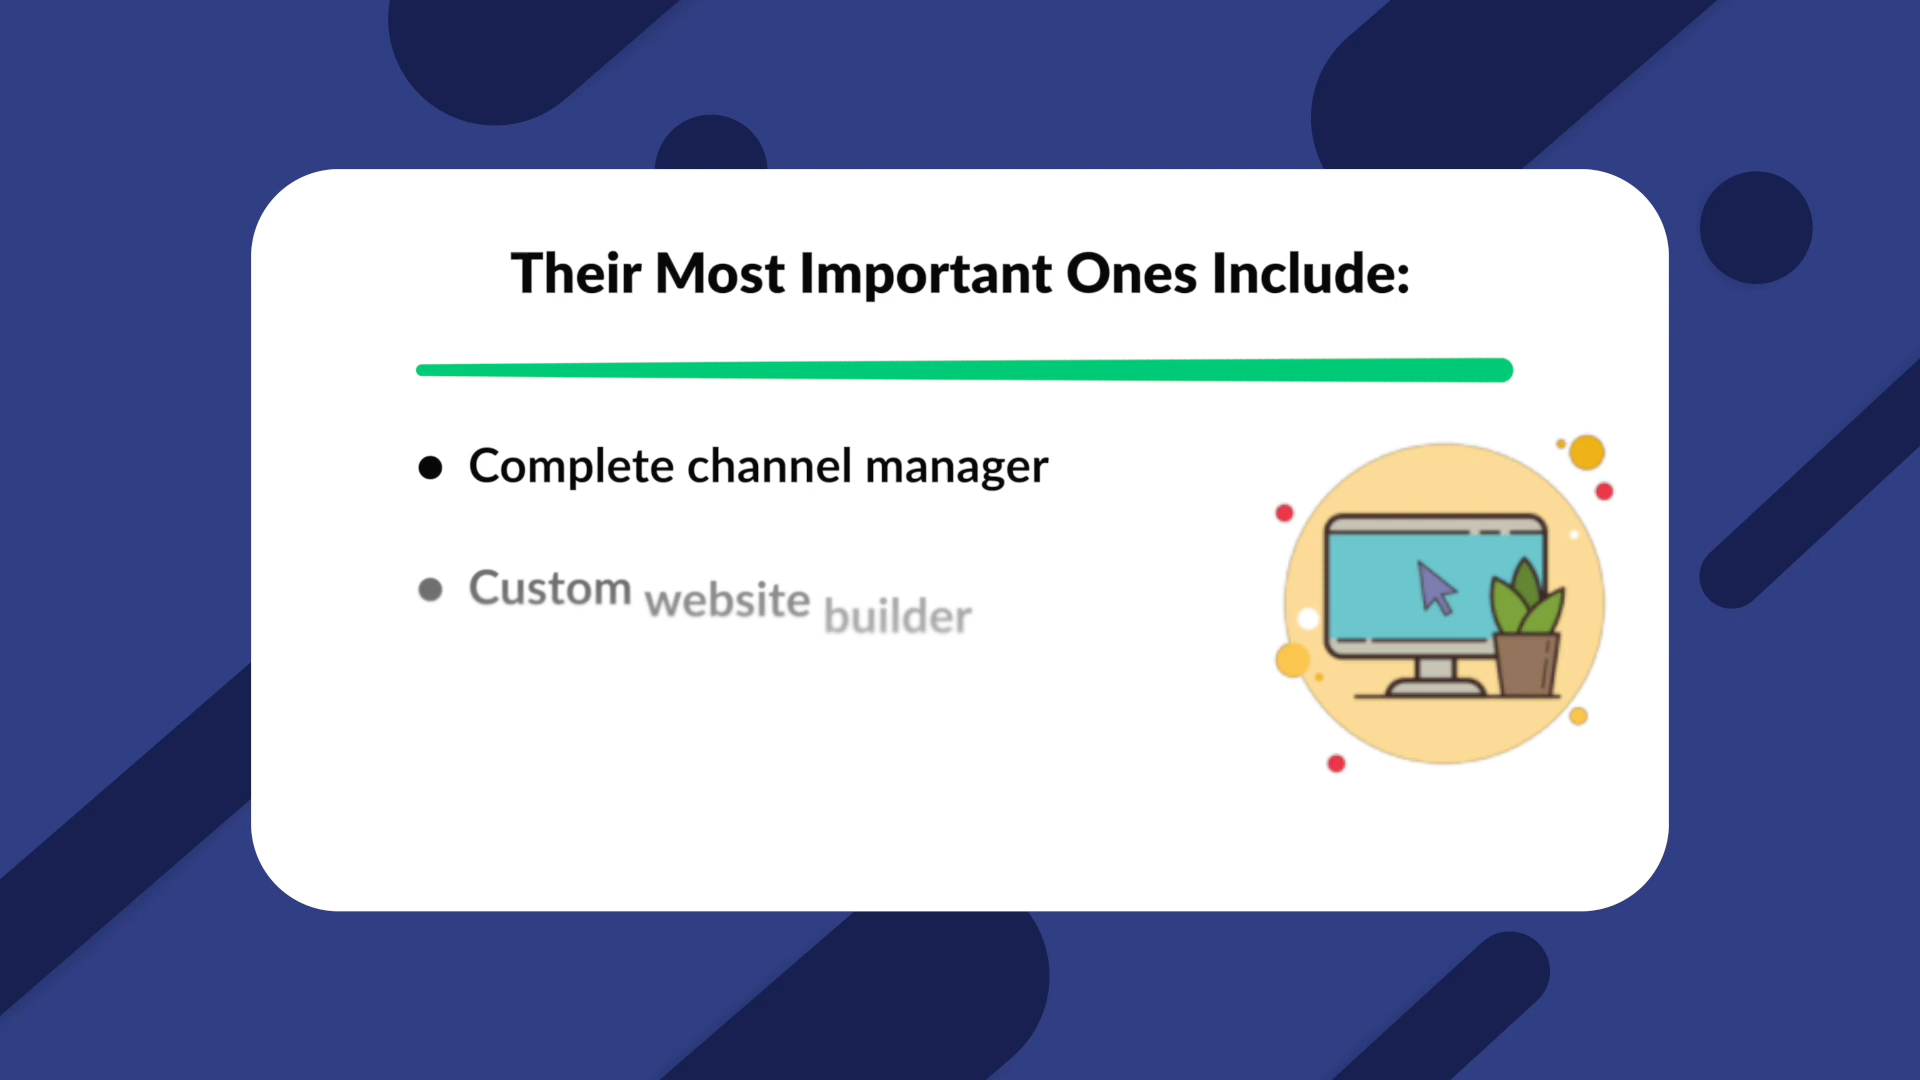 Their Most Important Ones Include:
• Complete channel manager
• Custom website builder